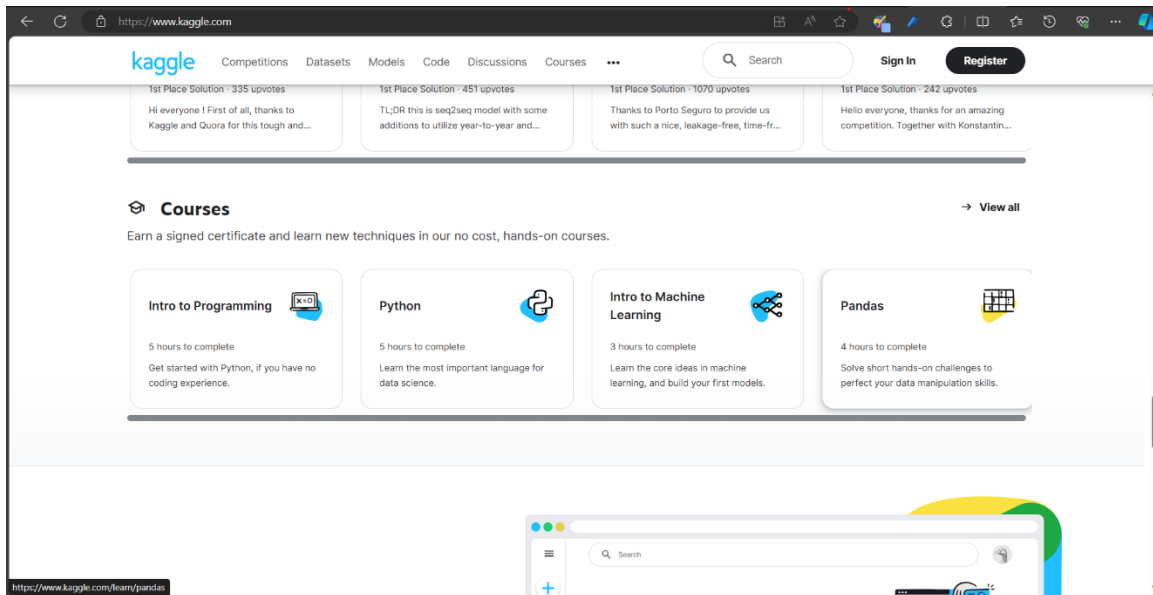 https://www.kaggle.com
kaggle
Competitions Datasets Models Code Discussions Courses
Search
Sign In
Register
1st Place Solution · 335 upvotes
Hi everyone ! First of all, thanks to
Kaggle and Quora for this tough and...
1st Place Solution · 451 upvotes
TL;DR this is seq2seq model with some
additions to utilize year-to-year and...
1st Place Solution · 1070 upvotes
Thanks to Porto Seguro to provide us
with such a nice, leakage-free, time-fr...
1st Place Solution · 242 upvotes
Hello everyone, thanks for an amazing
competition. Together with Konstantin...
Courses
View all
Earn a signed certificate and learn new techniques in our no cost, hands-on courses.
Intro to Programming
x=0
5 hours to complete
Get started with Python, if you have no
coding experience.
Python
5 hours to complete
Learn the most important language for
data science.
Intro to Machine
Learning
3 hours to complete
Learn the core ideas in machine
learning, and build your first models.
Pandas
4 hours to complete
Solve short hands-on challenges to
perfect your data manipulation skills.
Search
https://www.kaggle.com/learn/pandas